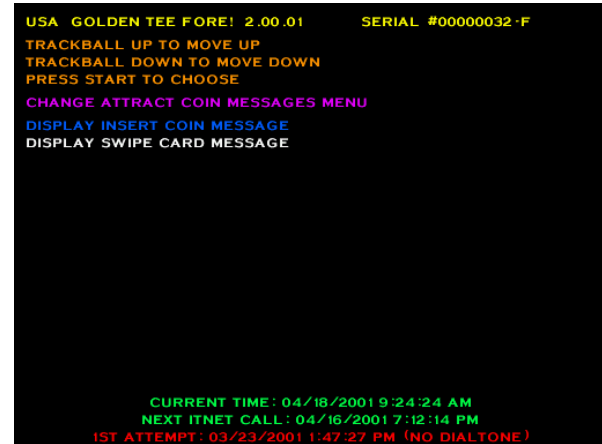 USA GOLDEN TEE FORE! 2.00.01 SERIAL #00000032-F
TRACKBALL UP TO MOVE UP
TRACKBALL DOWN TO MOVE DOWN
PRESS START TO CHOOSE
CHANGE ATTRACT COIN MESSAGES MENU
DISPLAY INSERT COIN MESSAGE
DISPLAY SWIPE CARD MESSAGE
CURRENT TIME: 04/18/2001 9:24:24 AM
NEXT ITNET CALL: 04/16/2001 7:12:14 PM
1ST ATTEMPT: 03/23/2001 1:47:27 PM (NO DIALTONE)